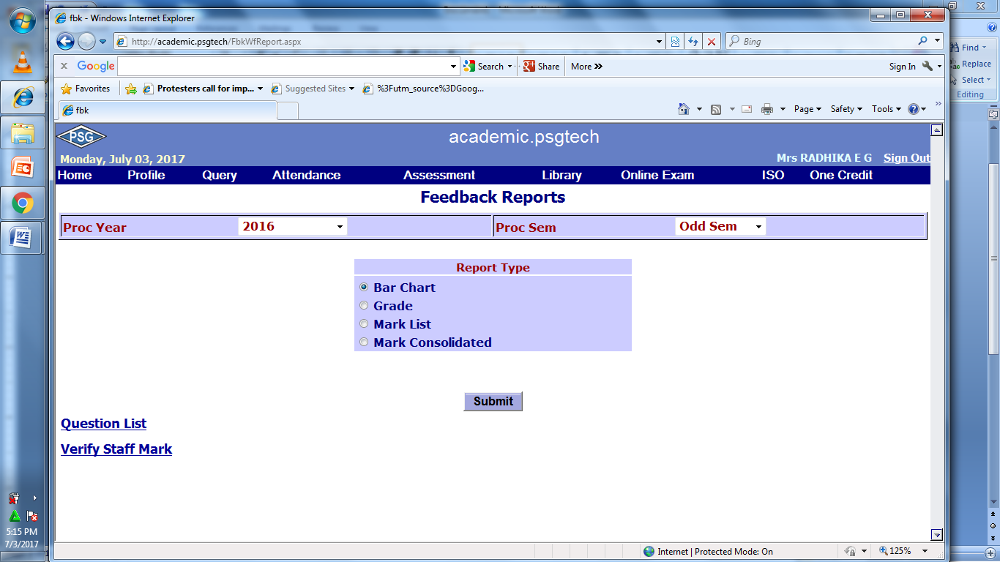 fbk - Windows Internet Explorer
http://academic.psgtech/FbkWfReport.aspx
Bing
x Google Search Share More Sign In
Favorites Protesters call for imp... Suggested Sites %3Futm_source%3DGoog...
fbk Page Safety Tools
PSG academic.psgtech
Monday, July 03, 2017 Mrs RADHIKA E G Sign Out
Home Profile Query Attendance Assessment Library Online Exam ISO One Credit
Feedback Reports
Proc Year 2016 Proc Sem Odd Sem
Report Type
Bar Chart
Grade
Mark List
Mark Consolidated
Submit
Question List
Verify Staff Mark
Internet | Protected Mode: On 125%
Find
Replace
Select
Editing
5:15 PM
7/3/2017